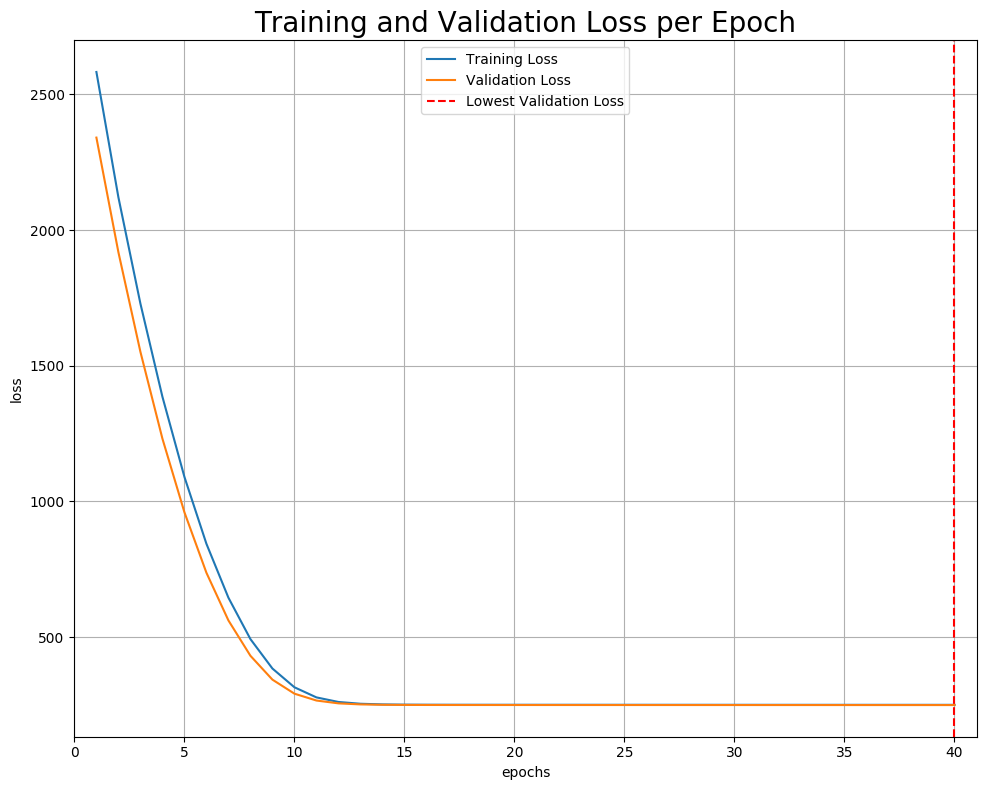 Training and Validation Loss per Epoch
Training Loss
Validation Loss
Lowest Validation Loss
2500
2000
1500
1000
500
loss
0 5 10 15 20 25 30 35 40
epochs